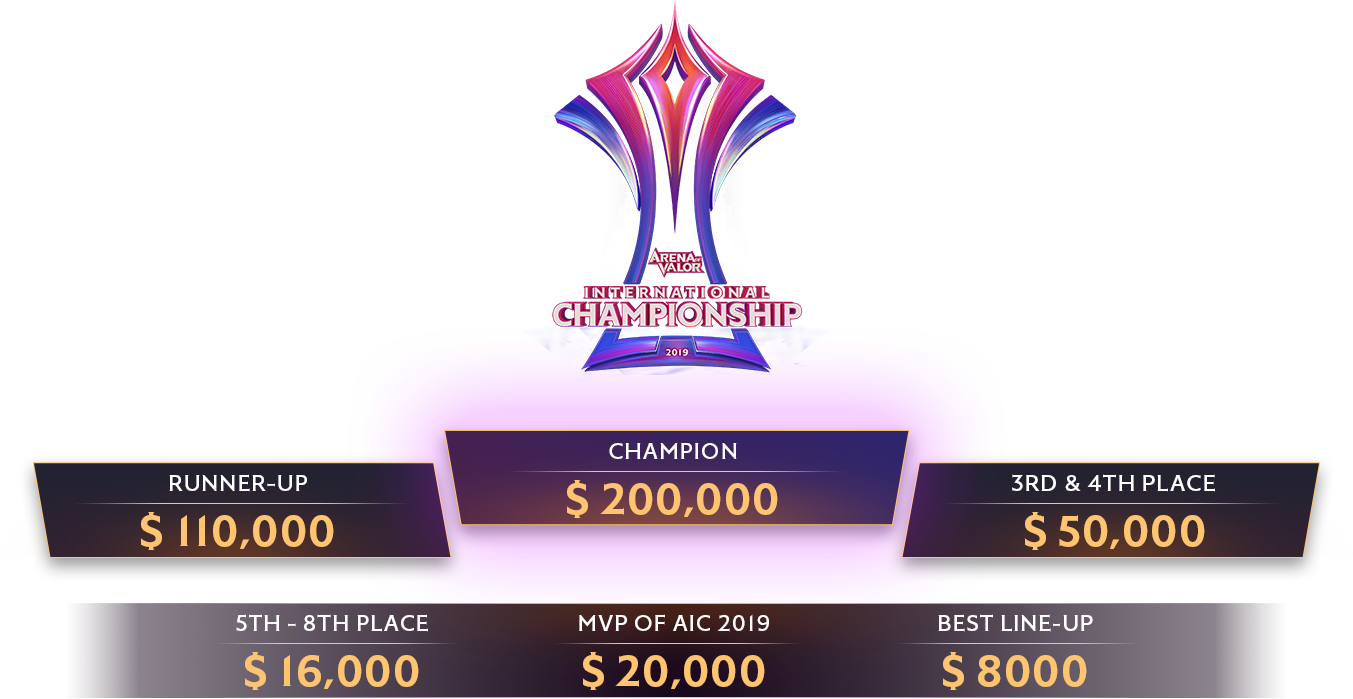 ARENA OF
VALOR
INTERNATIONAL
CHAMPIONSHIP
2019
CHAMPION
$ 200,000
RUNNER-UP
$ 110,000
3RD & 4TH PLACE
$ 50,000
5TH - 8TH PLACE
$ 16,000
MVP OF AIC 2019
$ 20,000
BEST LINE-UP
$ 8000